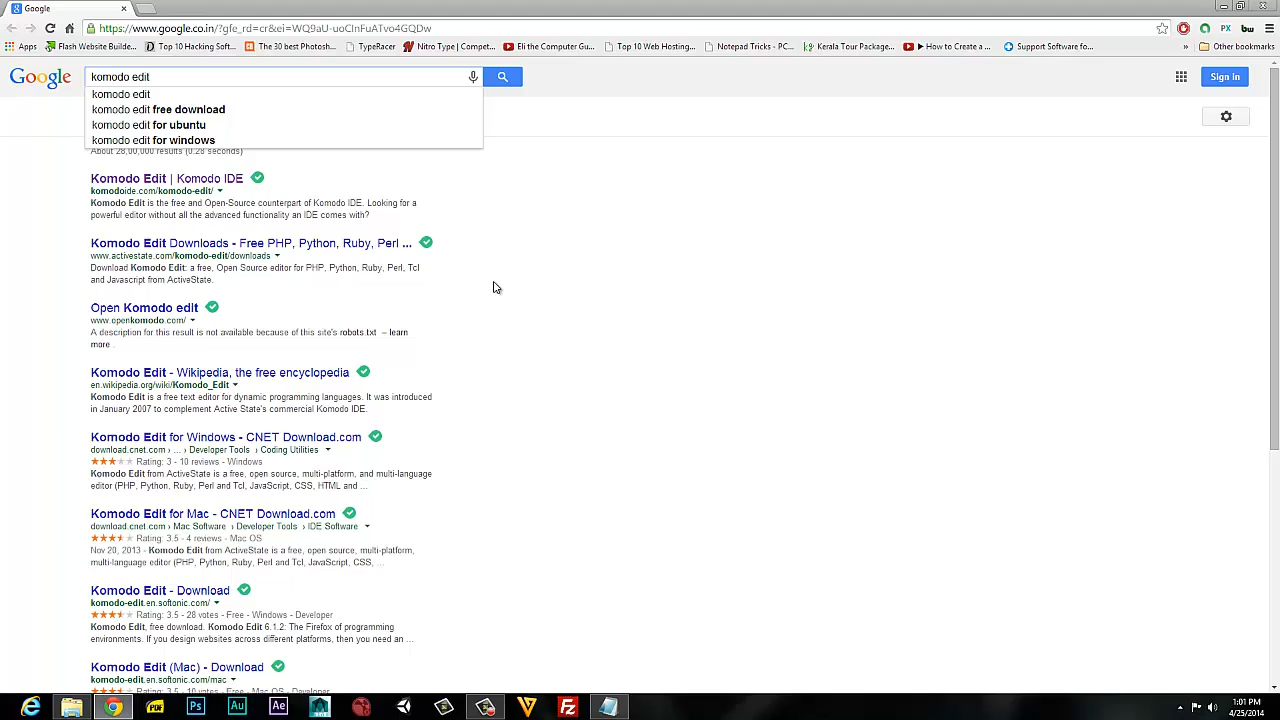 Google
https://www.google.co.in/?gfe_rd=cr&ei=WQ9aU-uoCInFuATvo4GQDw
Apps
Flash Website Builde...
Top 10 Hacking Soft...
The 30 best Photosh...
TypeRacer
Nitro Type | Compet...
Eli the Computer Gu...
Top 10 Web Hosting...
Notepad Tricks - PC...
Kerala Tour Package...
► How to Create a ...
Support Software fo...
»
Other bookmarks
Google
komodo edit
Sign in
komodo edit
komodo edit free download
komodo edit for ubuntu
komodo edit for windows
About 28,00,000 results (0.28 seconds)
Komodo Edit | Komodo IDE
komodoide.com/komodo-edit/
Komodo Edit is the free and Open-Source counterpart of Komodo IDE. Looking for a
powerful editor without all the advanced functionality an IDE comes with?
Komodo Edit Downloads - Free PHP, Python, Ruby, Perl ...
www.activestate.com/komodo-edit/downloads
Download Komodo Edit: a free, Open Source editor for PHP, Python, Ruby, Perl, Tcl
and Javascript from ActiveState.
Open Komodo edit
www.openkomodo.com/
A description for this result is not available because of this site's robots.txt – learn
more .
Komodo Edit - Wikipedia, the free encyclopedia
en.wikipedia.org/wiki/Komodo_Edit
Komodo Edit is a free text editor for dynamic programming languages. It was introduced
in January 2007 to complement Active State's commercial Komodo IDE.
Komodo Edit for Windows - CNET Download.com
download.cnet.com › ... › Developer Tools › Coding Utilities
Rating: 3 - 10 reviews - Windows
Komodo Edit from ActiveState is a free, open source, multi-platform, and multi-language
editor (PHP, Python, Ruby, Perl and Tcl, JavaScript, CSS, HTML and ...
Komodo Edit for Mac - CNET Download.com
download.cnet.com › Mac Software › Developer Tools › IDE Software
Rating: 3.5 - 4 reviews - Mac OS
Nov 20, 2013 - Komodo Edit from ActiveState is a free, open source, multi-platform,
multi-language editor (PHP, Python, Ruby, Perl and Tcl, JavaScript, CSS, ...
Komodo Edit - Download
komodo-edit.en.softonic.com/
Rating: 3.5 - 28 votes - Free - Windows - Developer
Komodo Edit, free download. Komodo Edit 6.1.2: The Firefox of programming
environments. If you design websites across different platforms, then you need an ...
Komodo Edit (Mac) - Download
komodo-edit.en.softonic.com/mac
Rating: 3.5 - 10 votes - Free - Mac OS - Developer
PDF
Ps
Au
Ae
Fz
1:01 PM
4/25/2014